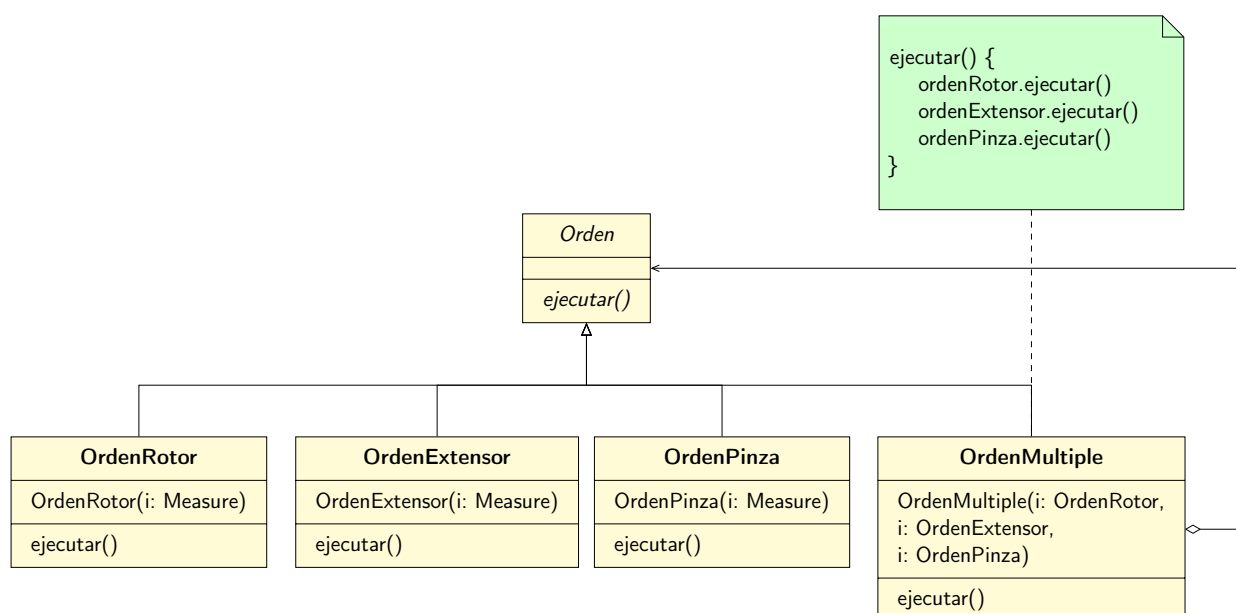 ejecutar() {
ordenRotor.ejecutar()
ordenExtensor.ejecutar()
ordenPinza.ejecutar()
}
Orden
ejecutar()
OrdenRotor
OrdenRotor(i: Measure)
ejecutar()
OrdenExtensor
OrdenExtensor(i: Measure)
ejecutar()
OrdenPinza
OrdenPinza(i: Measure)
ejecutar()
OrdenMultiple
OrdenMultiple(i: OrdenRotor,
i: OrdenExtensor,
i: OrdenPinza)
ejecutar()